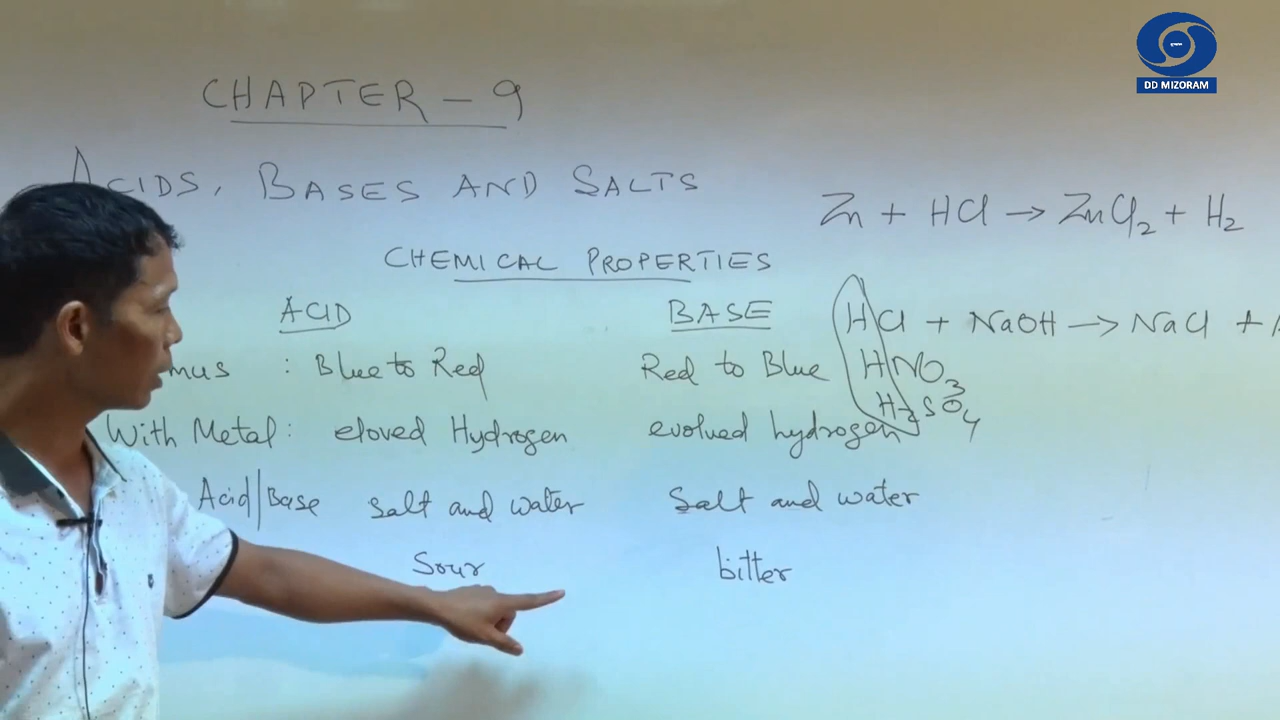 DD MIZORAM
CHAPTER – 9
ACIDS, BASES AND SALTS
Zn + HCl → ZnCl2 + H2
CHEMICAL PROPERTIES
ACID BASE
HCl + NaOH → NaCl +
: Blue to Red Red to Blue HNO3
H2SO4
With Metal: eloved Hydrogen evolved hydrogen
Acid/Base Salt and water Salt and water
Sour bitter